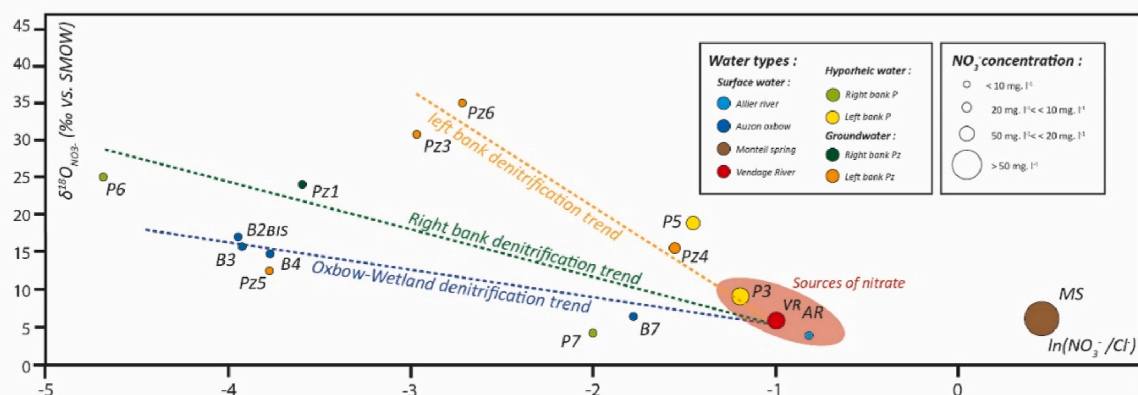 45
40
35
30
25
20
15
10
5
0
δ¹⁸O_NO3- (‰ vs. SMOW)
-5
-4
-3
-2
-1
0
ln(NO₃⁻/Cl⁻)
Water types :
Surface water :
Allier river
Auzon oxbow
Monteil spring
Vendage River
Hyporheic water :
Right bank P
Left bank P
Groundwater :
Right bank Pz
Left bank Pz
NO₃⁻concentration :
< 10 mg. l⁻¹
20 mg. l⁻¹<< 10 mg. l⁻¹
50 mg. l⁻¹<< 20 mg. l⁻¹
> 50 mg. l⁻¹
Pz6
Pz3
left bank denitrification trend
P6
Pz1
Right bank denitrification trend
B2BIS
B3
B4
Pz5
Oxbow-Wetland denitrification trend
P5
Pz4
P7
B7
P3
VR
AR
Sources of nitrate
MS